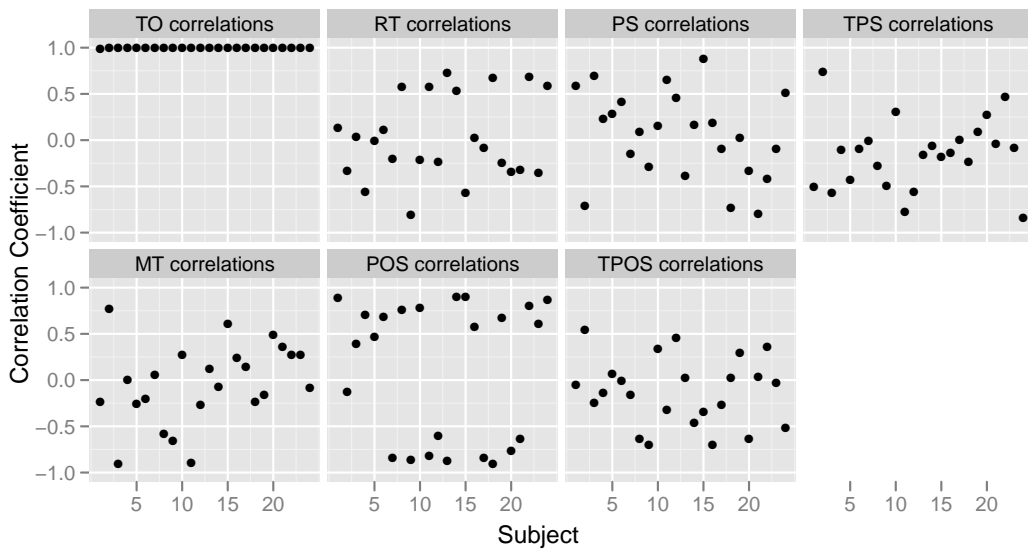 TO correlations RT correlations PS correlations TPS correlations
1.0
0.5
0.0
−0.5
−1.0
MT correlations POS correlations TPOS correlations
1.0
0.5
0.0
−0.5
−1.0
5 10 15 20 5 10 15 20 5 10 15 20 5 10 15 20
Correlation Coefficient
Subject